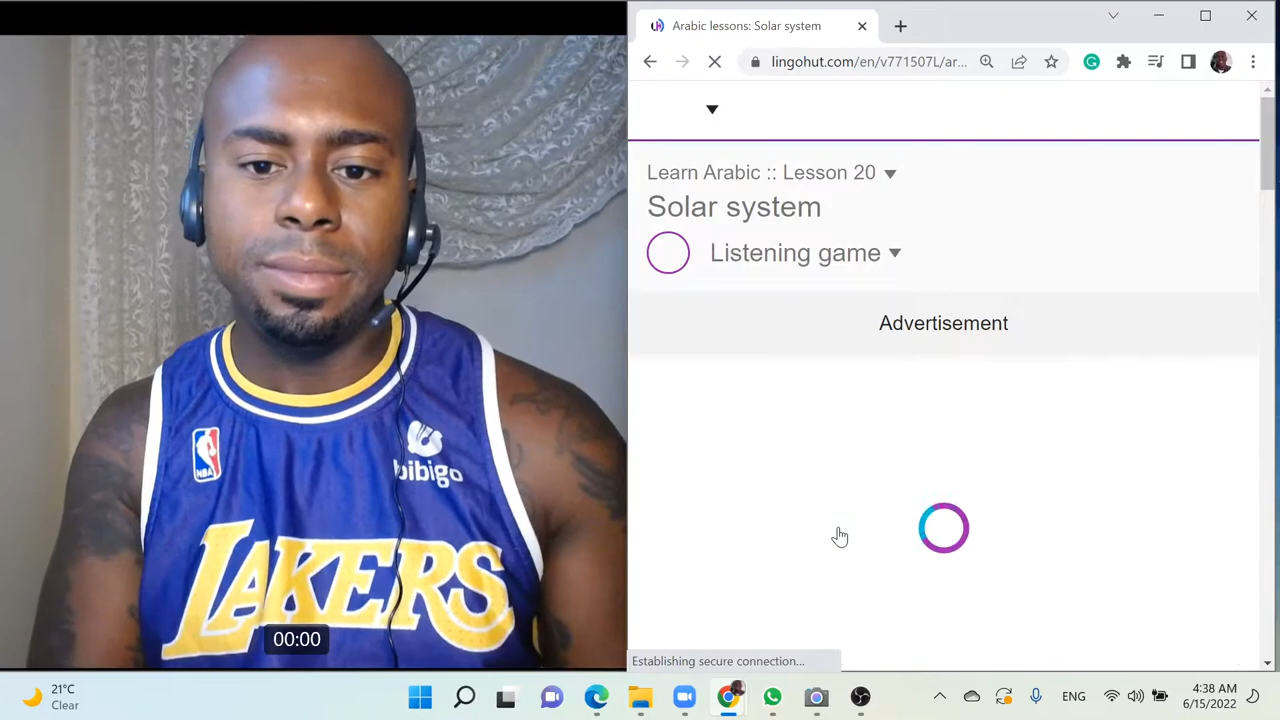 NBA
bibigo
LAKERS
00:00
Arabic lessons: Solar system
lingohut.com/en/v771507L/ar...
Learn Arabic :: Lesson 20
Solar system
Listening game
Advertisement
Establishing secure connection...
21°C
Clear
ENG
4:38 AM
6/15/2022